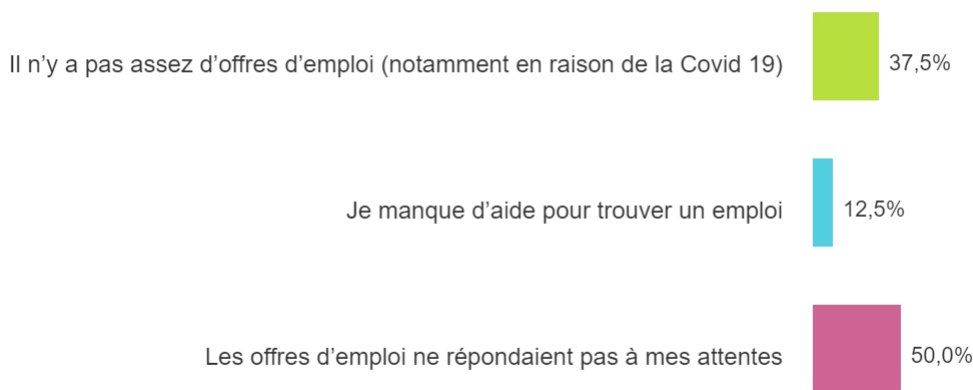 Il n’y a pas assez d’offres d’emploi (notamment en raison de la Covid 19) 37,5%
Je manque d’aide pour trouver un emploi 12,5%
Les offres d’emploi ne répondaient pas à mes attentes 50,0%